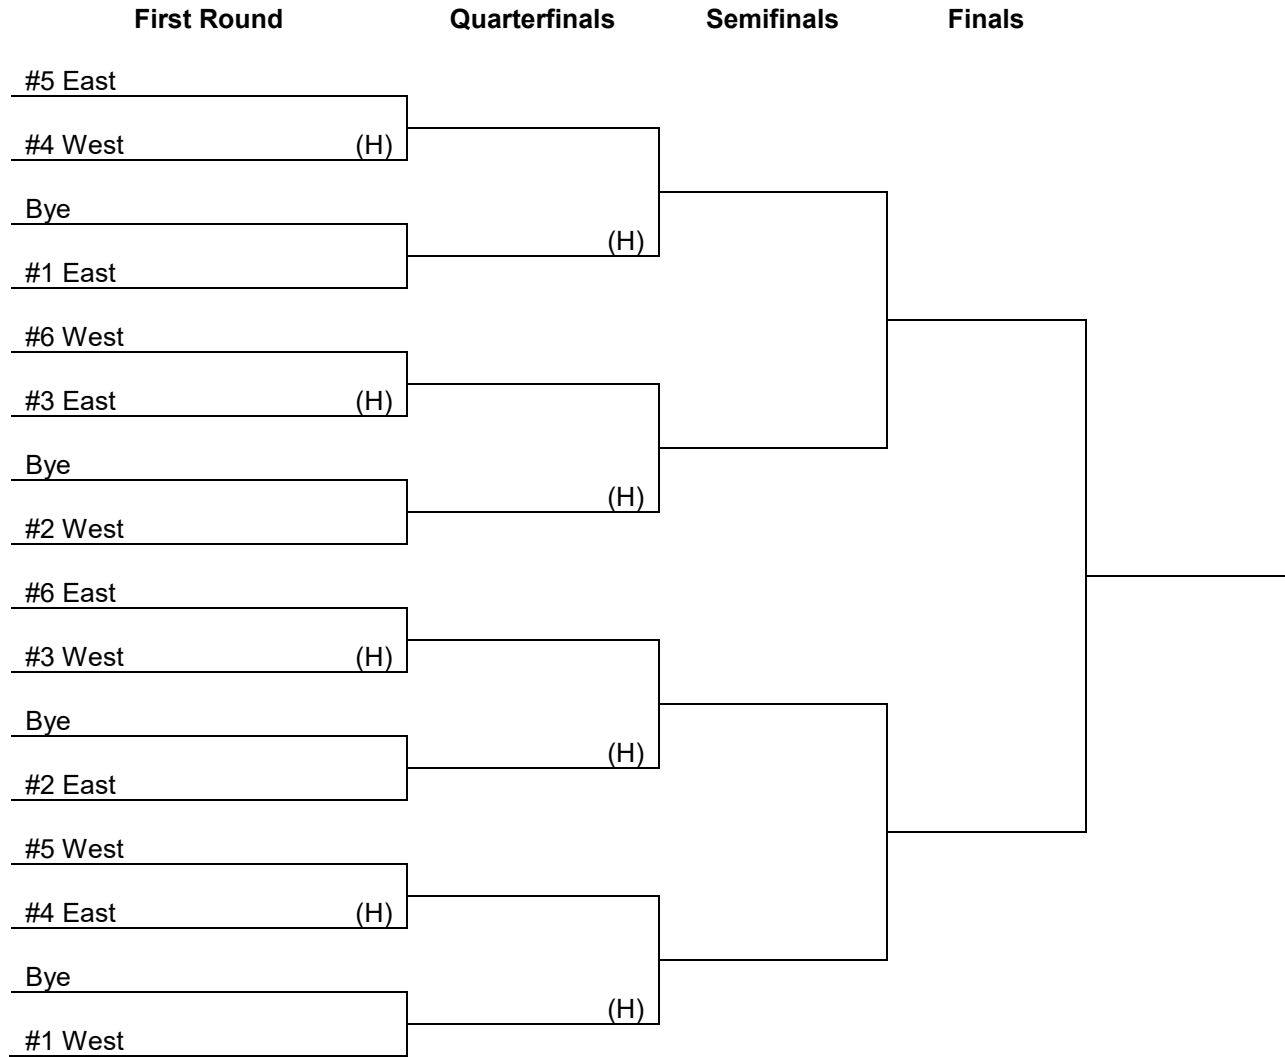 First Round Quarterfinals Semifinals Finals
#5 East
#4 West (H)
Bye
(H)
#1 East
#6 West
#3 East (H)
Bye
(H)
#2 West
#6 East
#3 West (H)
Bye
(H)
#2 East
#5 West
#4 East (H)
Bye
(H)
#1 West